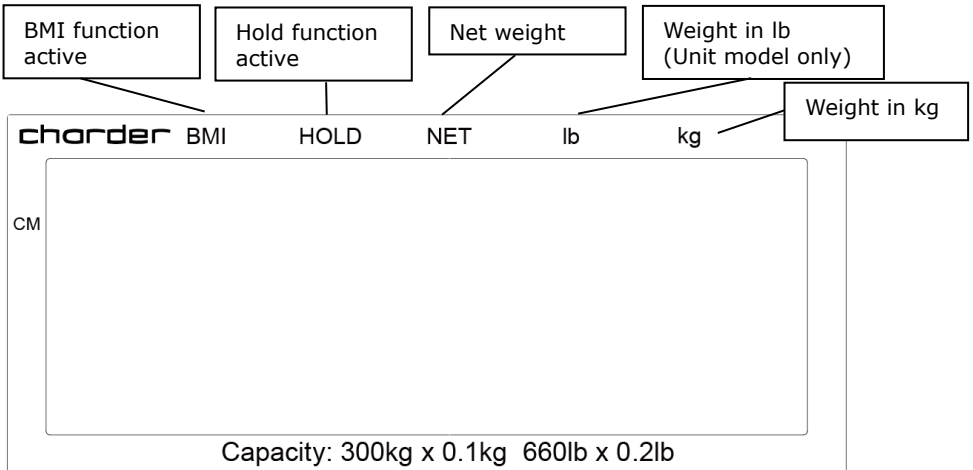 BMI function
active
Hold function
active
Net weight
Weight in lb
(Unit model only)
Weight in kg
charder BMI HOLD NET lb kg
CM
Capacity: 300kg x 0.1kg 660lb x 0.2lb